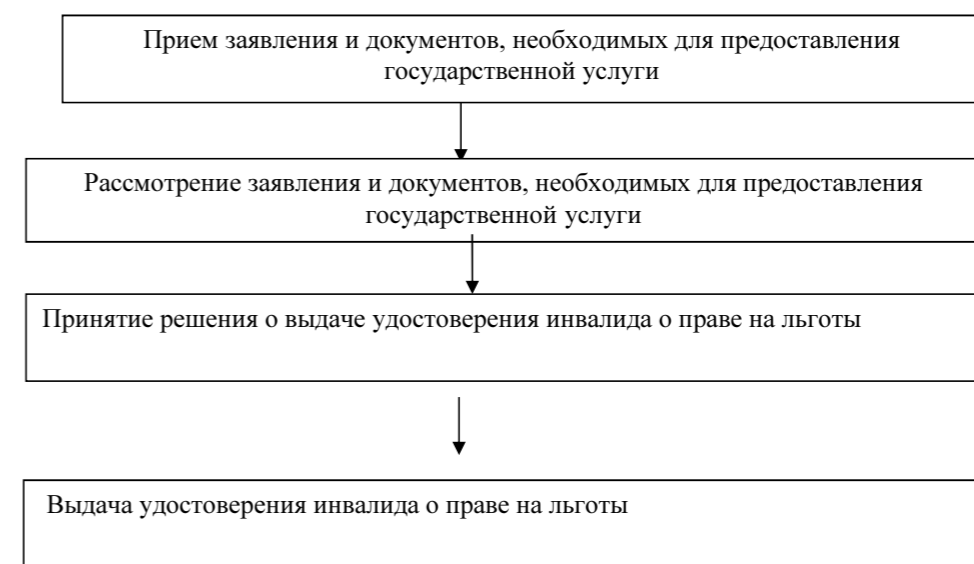 Прием заявления и документов, необходимых для предоставления
государственной услуги
Рассмотрение заявления и документов, необходимых для предоставления
государственной услуги
Принятие решения о выдаче удостоверения инвалида о праве на льготы
Выдача удостоверения инвалида о праве на льготы